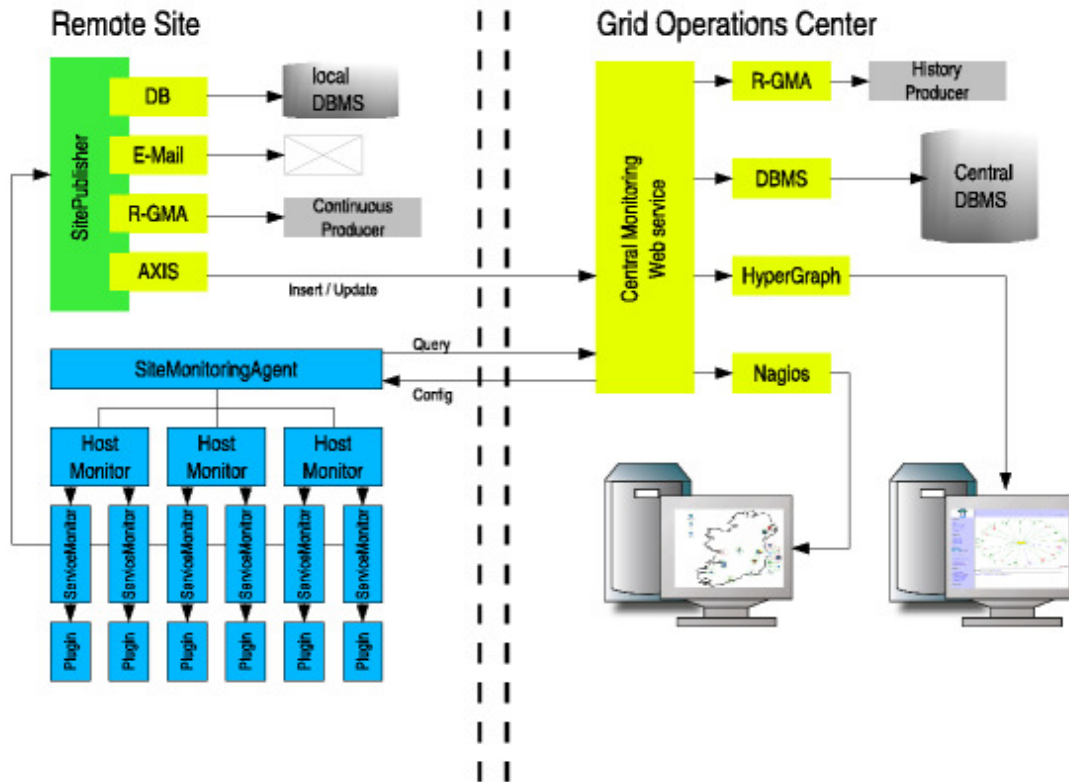 Remote Site
Grid Operations Center
SitePublisher
DB
local
DBMS
E-Mail
R-GMA
Continuous
Producer
AXIS
Insert / Update
SiteMonitoringAgent
Query
Config
Host
Monitor
Host
Monitor
Host
Monitor
ServiceMonitor
ServiceMonitor
ServiceMonitor
ServiceMonitor
ServiceMonitor
ServiceMonitor
Plugin
Plugin
Plugin
Plugin
Plugin
Plugin
Central Monitoring
Web service
R-GMA
History
Producer
DBMS
Central
DBMS
HyperGraph
Nagios